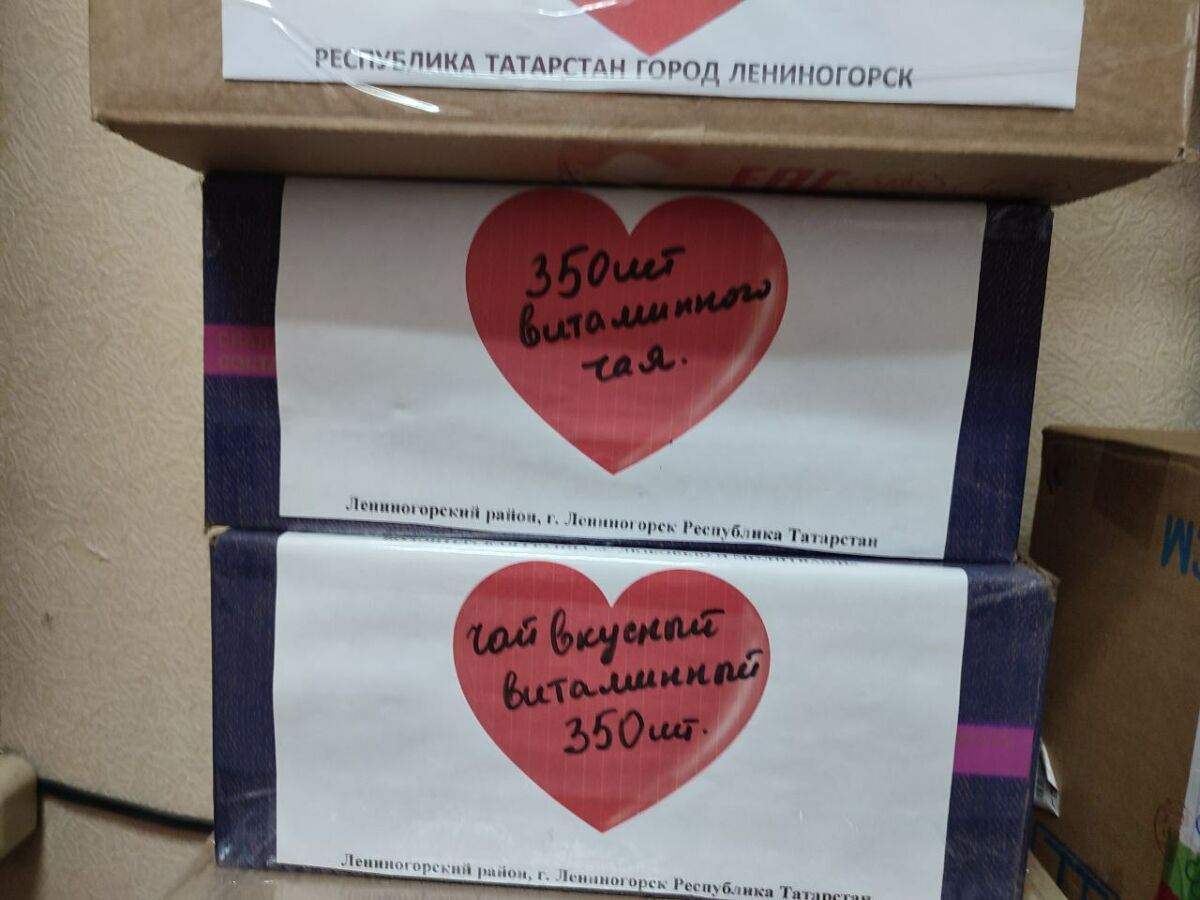 РЕСПУБЛИКА ТАТАРСТАН ГОРОД ЛЕНИНОГОРСК
350шт
витаминного
чая.
Лениногорский район, г. Лениногорск Республика Татарстан
чай вкусный
витаминный
350шт.
Лениногорский район, г. Лениногорск Республика Татарстан